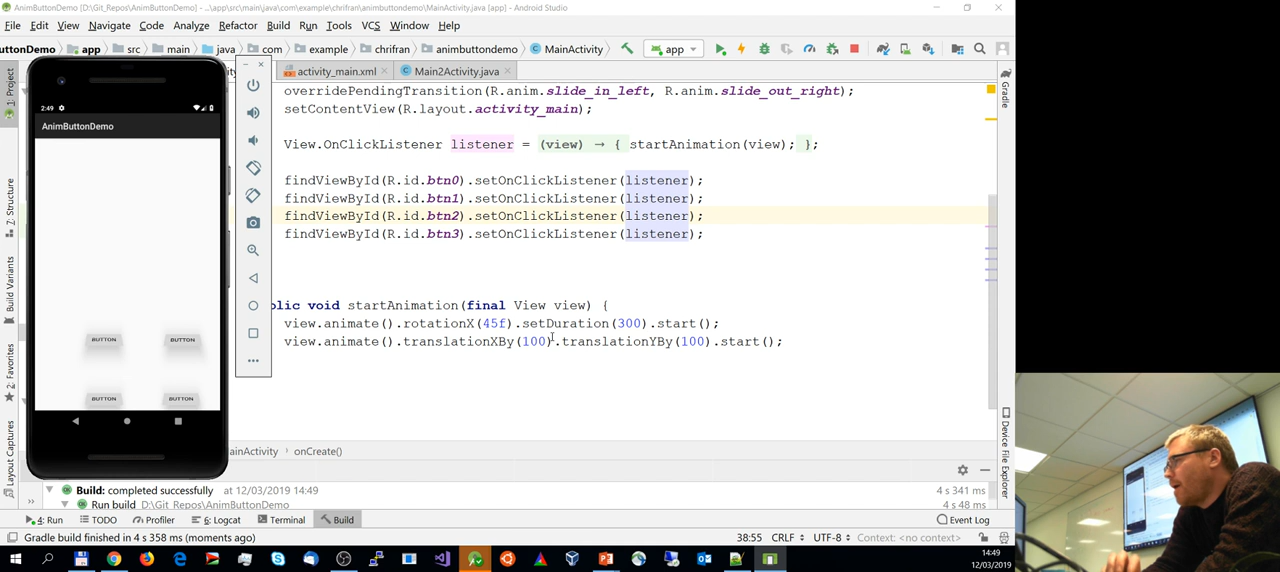 AnimButtonDemo [D:\Git_Repos\AnimButtonDemo] - ...\app\src\main\java\com\example\chrifran\animbuttondemo\MainActivity.java [app] - Android Studio
File Edit View Navigate Code Analyze Refactor Build Run Tools VCS Window Help
uttonDemo app src main java com example chrifran animbuttondemo MainActivity app
activity_main.xml Main2Activity.java
overridePendingTransition(R.anim.slide_in_left, R.anim.slide_out_right);
setContentView(R.layout.activity_main);
View.OnClickListener listener = (view) → { startAnimation(view); };
findViewById(R.id.btn0).setOnClickListener(listener);
findViewById(R.id.btn1).setOnClickListener(listener);
findViewById(R.id.btn2).setOnClickListener(listener);
findViewById(R.id.btn3).setOnClickListener(listener);
blic void startAnimation(final View view) {
view.animate().rotationX(45f).setDuration(300).start();
view.animate().translationXBy(100).translationYBy(100).start();
2:49
AnimButtonDemo
BUTTON BUTTON
BUTTON BUTTON
1: Project
7: Structure
Build Variants
2: Favorites
Layout Captures
Gradle
Device File Explorer
ainActivity › onCreate()
Build: completed successfully at 12/03/2019 14:49 4 s 341 ms
Run build D:\Git_Repos\AnimButtonDemo 4 s 48 ms
4: Run TODO Profiler 6: Logcat Terminal Build Event Log
Gradle build finished in 4 s 358 ms (moments ago) 38:55 CRLF UTF-8 Context: <no context>
14:49
12/03/2019